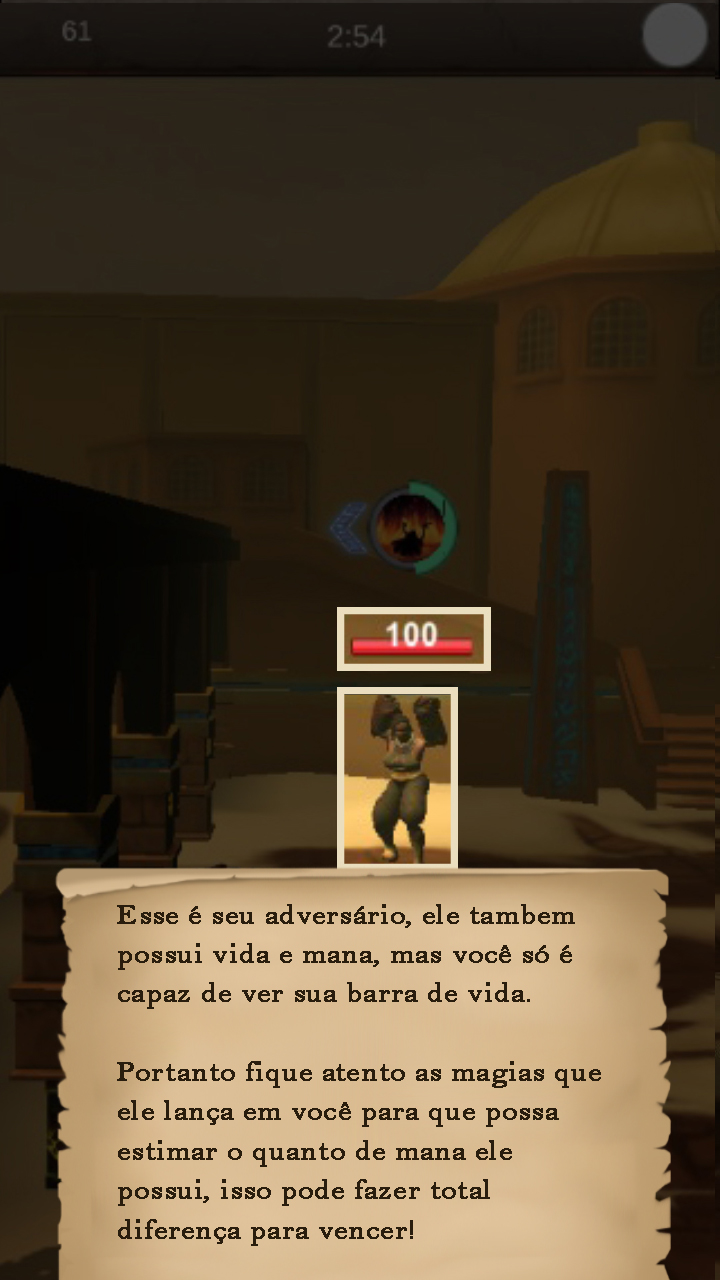 61
2:54
100
Esse é seu adversário, ele tambem
possui vida e mana, mas você só é
capaz de ver sua barra de vida.
Portanto fique atento as magias que
ele lança em você para que possa
estimar o quanto de mana ele
possui, isso pode fazer total
diferença para vencer!